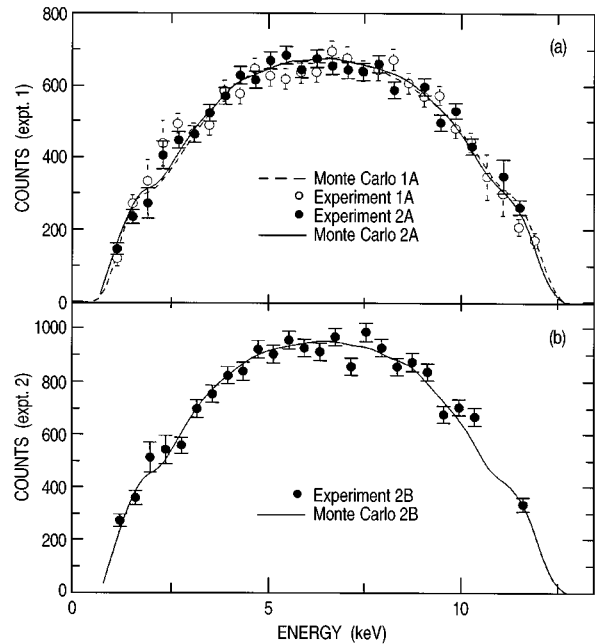 800
600
400
200
0
COUNTS (expt. 1)
(a)
Monte Carlo 1A
Experiment 1A
Experiment 2A
Monte Carlo 2A
1000
800
600
400
200
0
COUNTS (expt. 2)
(b)
Experiment 2B
Monte Carlo 2B
0
5
10
ENERGY (keV)